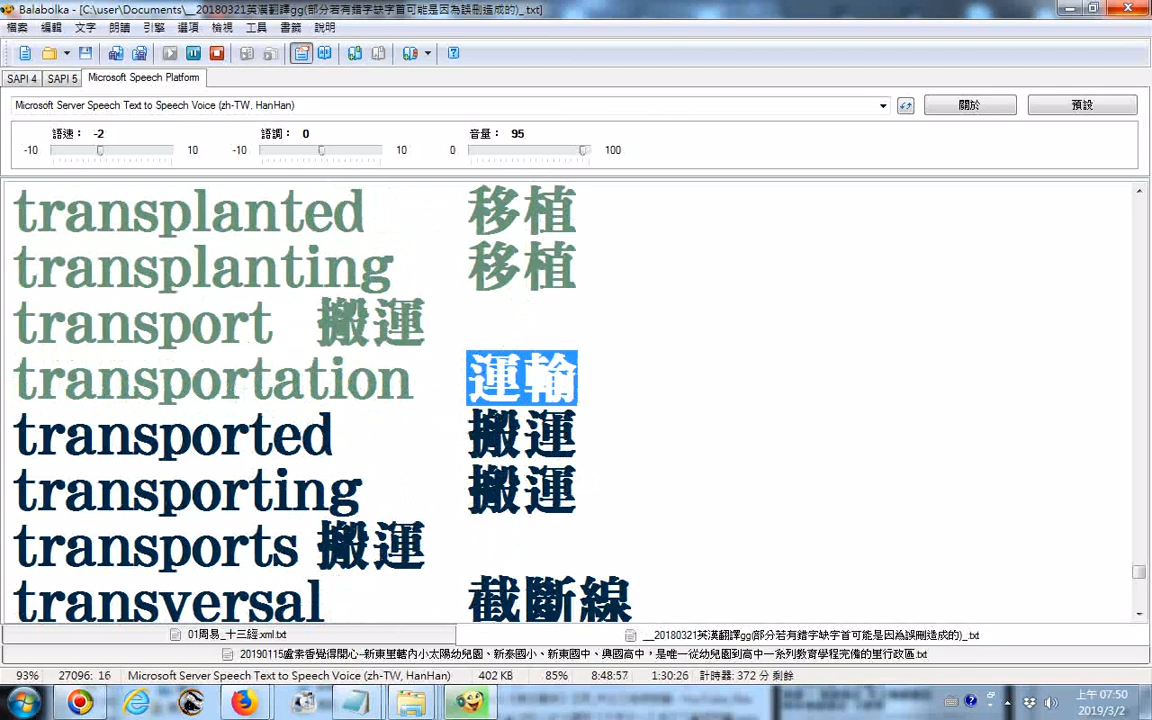 Balabolka - [C:\user\Documents\__20180321英漢翻譯gg(部分若有錯字缺字首可能是因為誤刪造成的)_.txt]
檔案 編輯 文字 朗讀 引擎 選項 檢視 工具 書籤 說明
SAPI 4 SAPI 5 Microsoft Speech Platform
Microsoft Server Speech Text to Speech Voice (zh-TW, HanHan) 關於 預設
語速： -2 語調： 0 音量： 95
-10 10 -10 10 0 100
transplanted 移植
transplanting 移植
transport 搬運
transportation 運輸
transported 搬運
transporting 搬運
transports 搬運
transversal 截斷線
01周易_十三經.xml.txt __20180321英漢翻譯gg(部分若有錯字缺字首可能是因為誤刪造成的)_.txt
20190115盧素香覺得開心-新東里轄內小太陽幼兒園、新泰國小、新東國中、興國高中，是唯一從幼兒園到高中一系列教育學程完備的里行政區.txt
93% 27096: 16 Microsoft Server Speech Text to Speech Voice (zh-TW, HanHan) 402 KB 85% 8:48:57 1:30:26 計時器: 372 分 剩餘
上午 07:50
2019/3/2